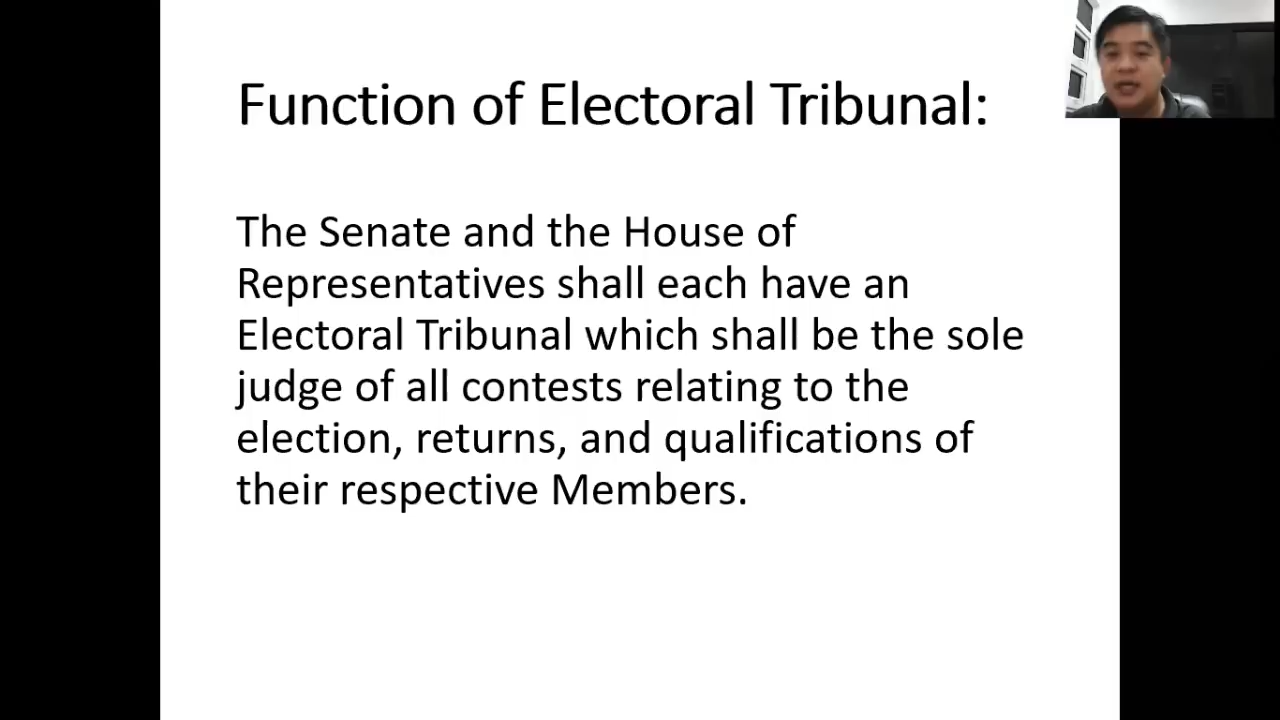 Function of Electoral Tribunal:
The Senate and the House of
Representatives shall each have an
Electoral Tribunal which shall be the sole
judge of all contests relating to the
election, returns, and qualifications of
their respective Members.